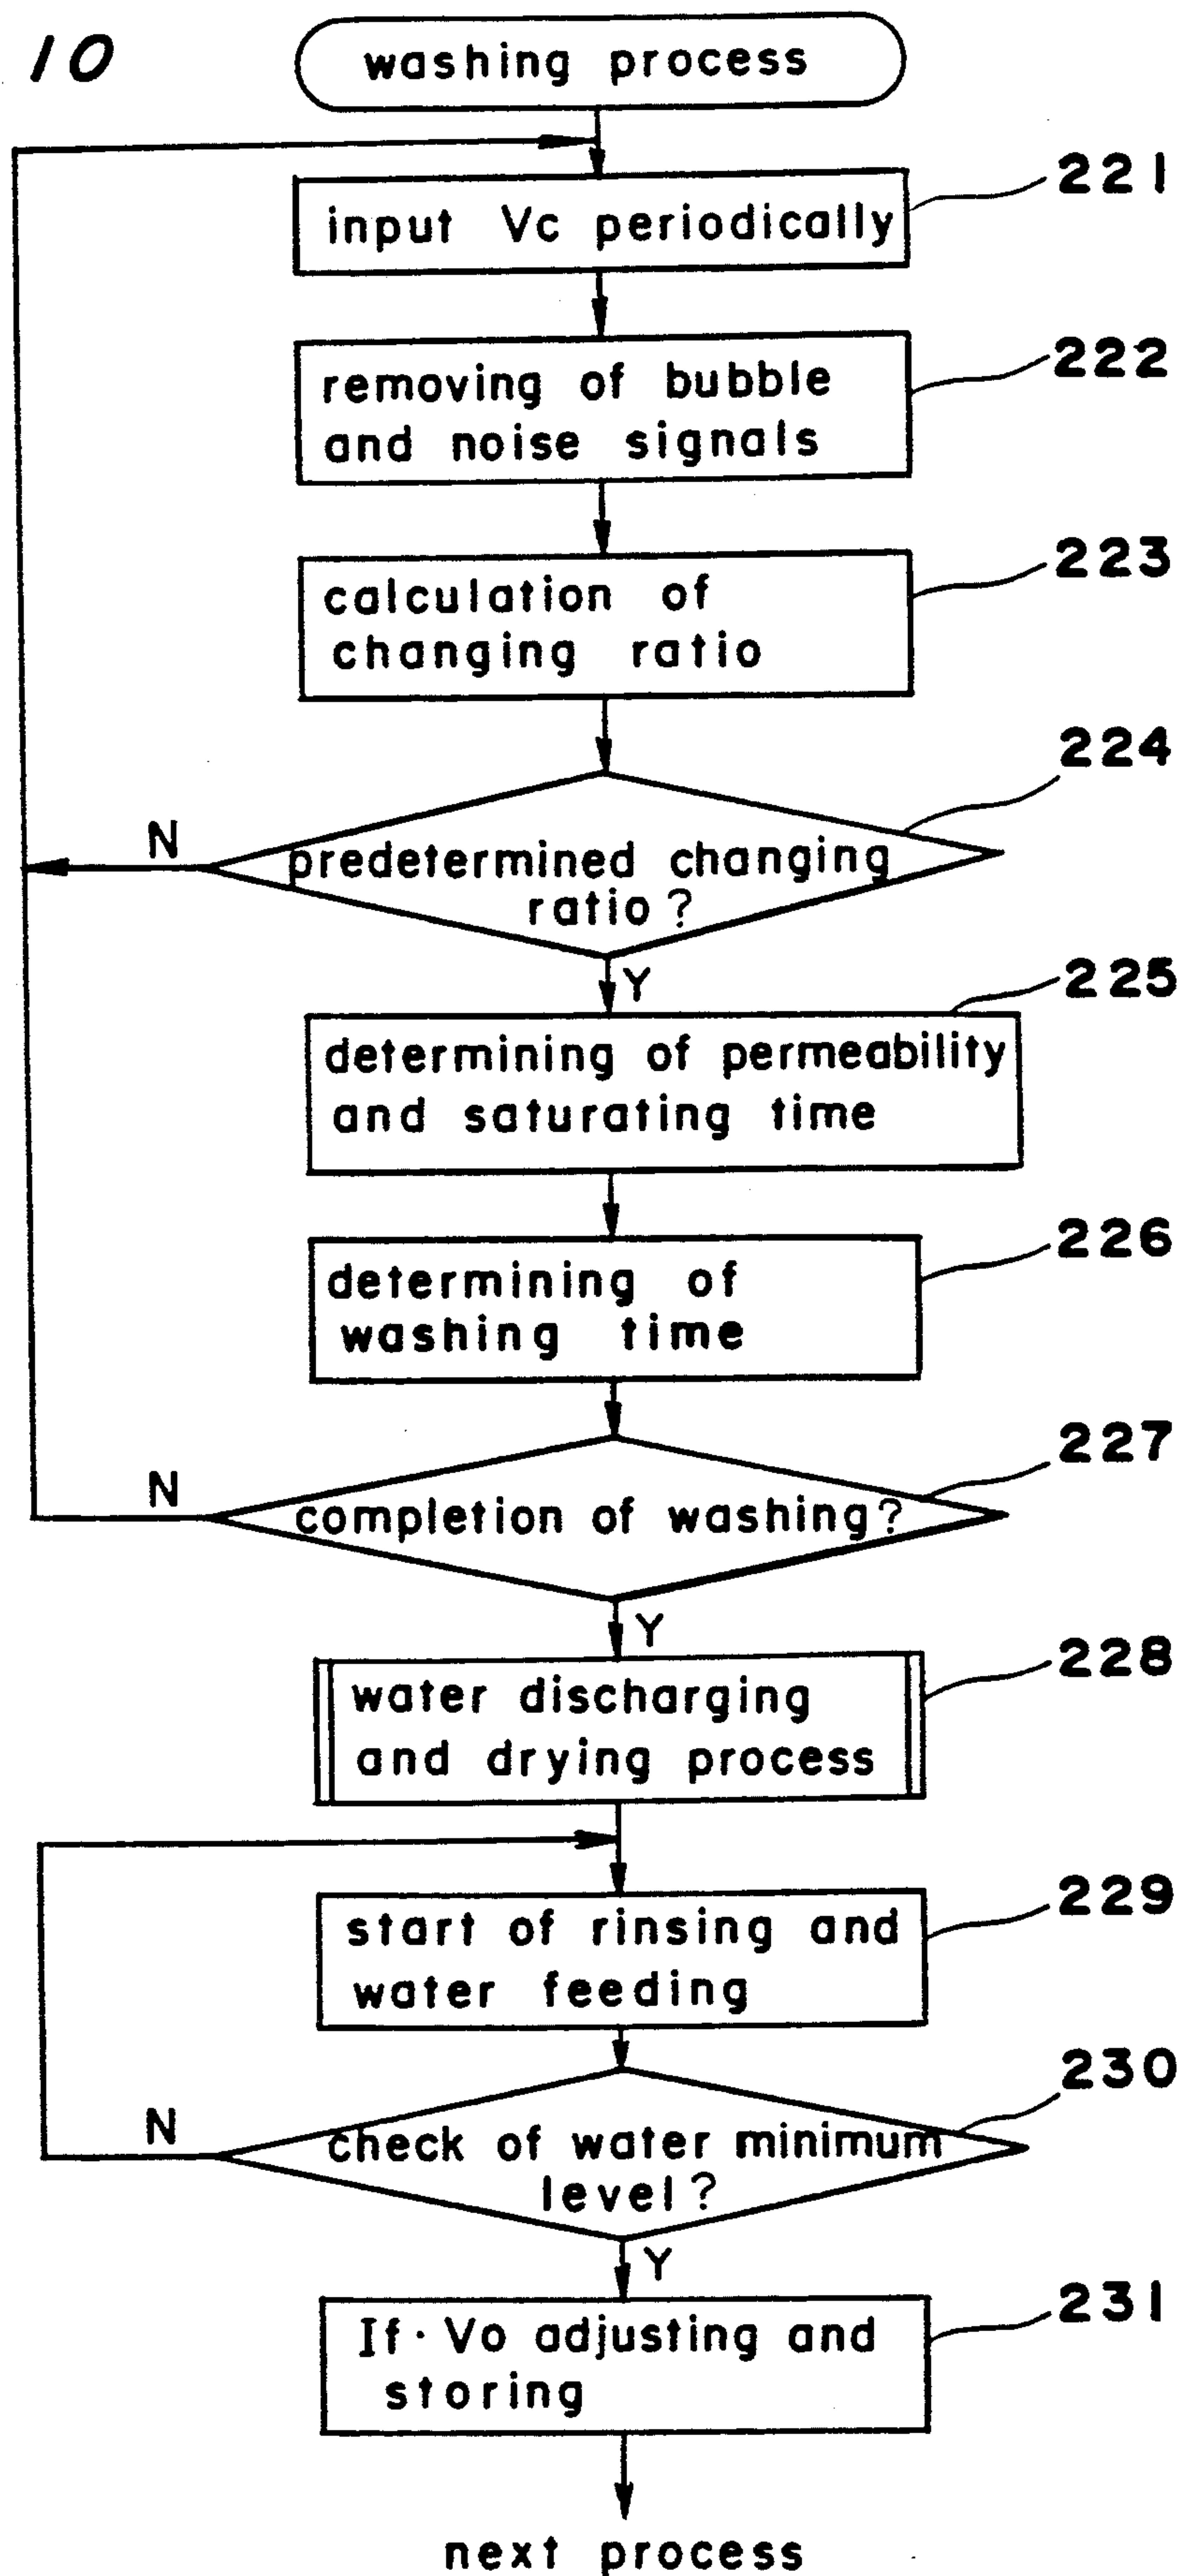 10
washing process
221
input Vc periodically
222
removing of bubble
and noise signals
223
calculation of
changing ratio
224
N
predetermined changing
ratio?
Y
225
determining of permeability
and saturating time
226
determining of
washing time
227
N
completion of washing?
Y
228
water discharging
and drying process
229
start of rinsing and
water feeding
230
N
check of water minimum
level?
Y
231
If·Vo adjusting and
storing
next process